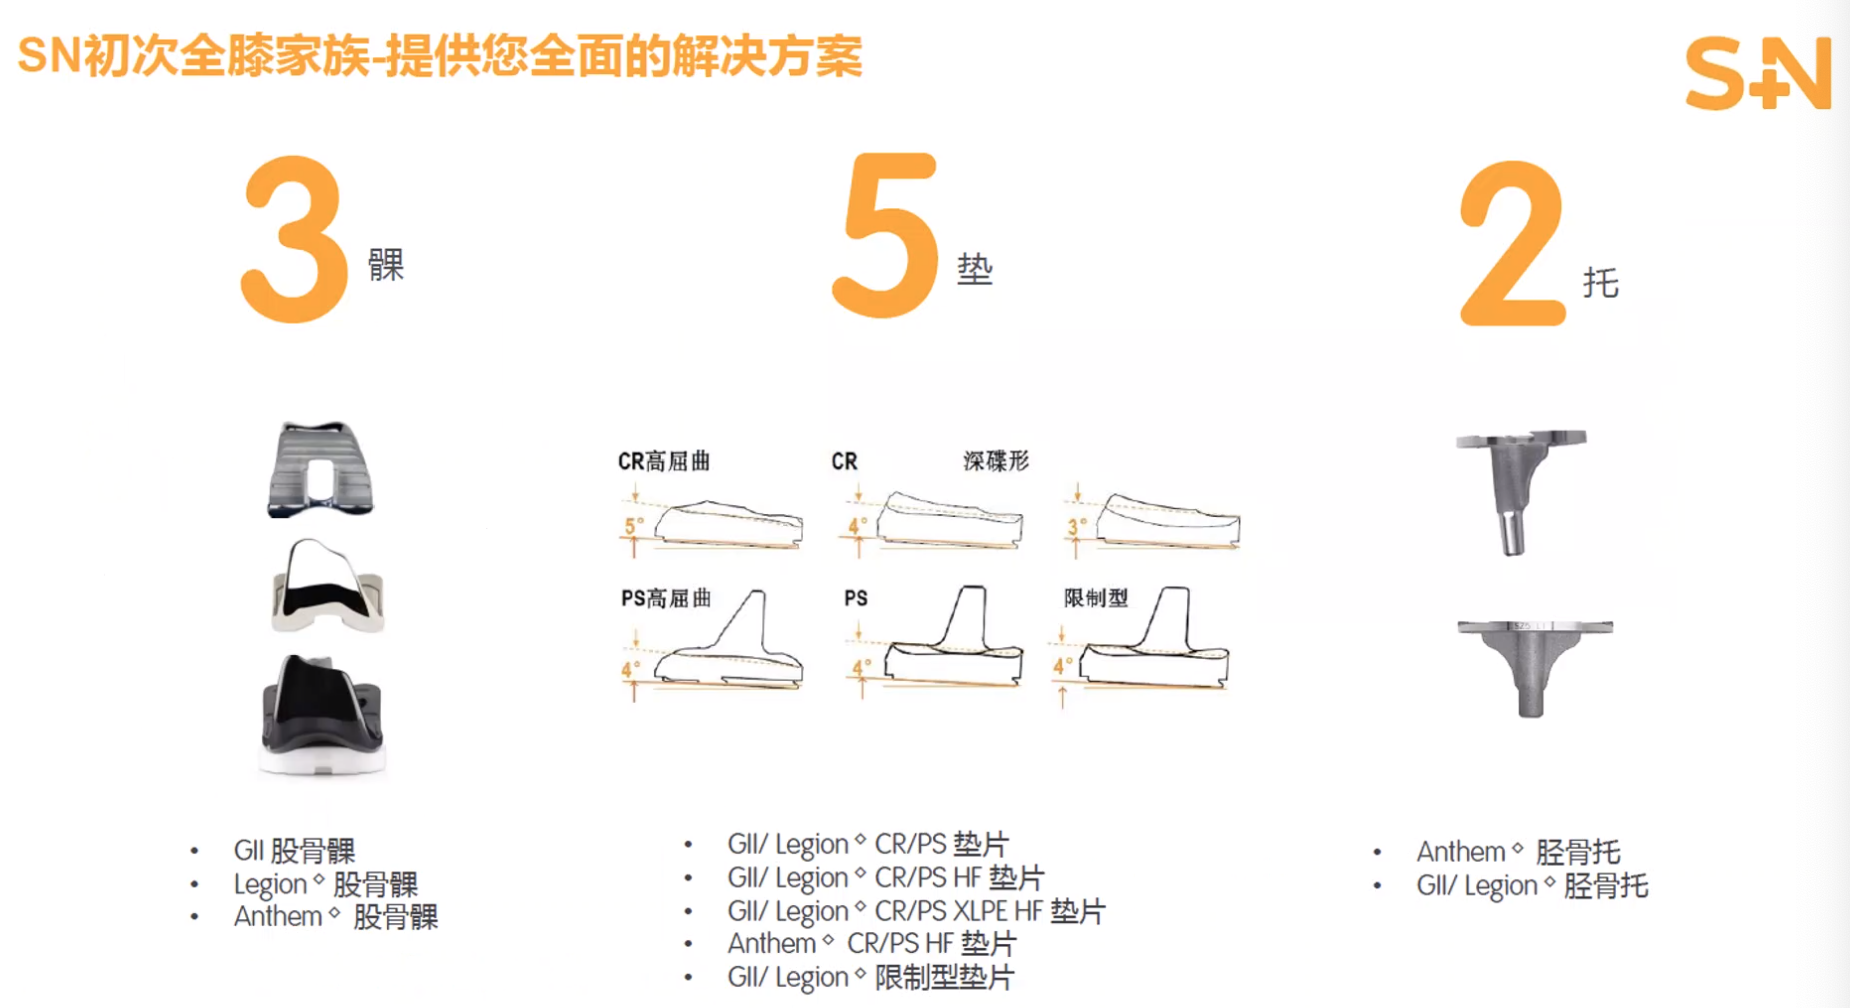 SN初次全膝家族-提供您全面的解决方案
S+N
3 髁
5 垫
2 托
CR高屈曲
CR
深碟形
5°
4°
3°
PS高屈曲
PS
限制型
4°
4°
4°
• GII 股骨髁
• Legion◇ 股骨髁
• Anthem◇ 股骨髁
• GII/ Legion◇ CR/PS 垫片
• GII/ Legion◇ CR/PS HF 垫片
• GII/ Legion◇ CR/PS XLPE HF 垫片
• Anthem◇ CR/PS HF 垫片
• GII/ Legion◇ 限制型垫片
• Anthem◇ 胫骨托
• GII/ Legion◇ 胫骨托